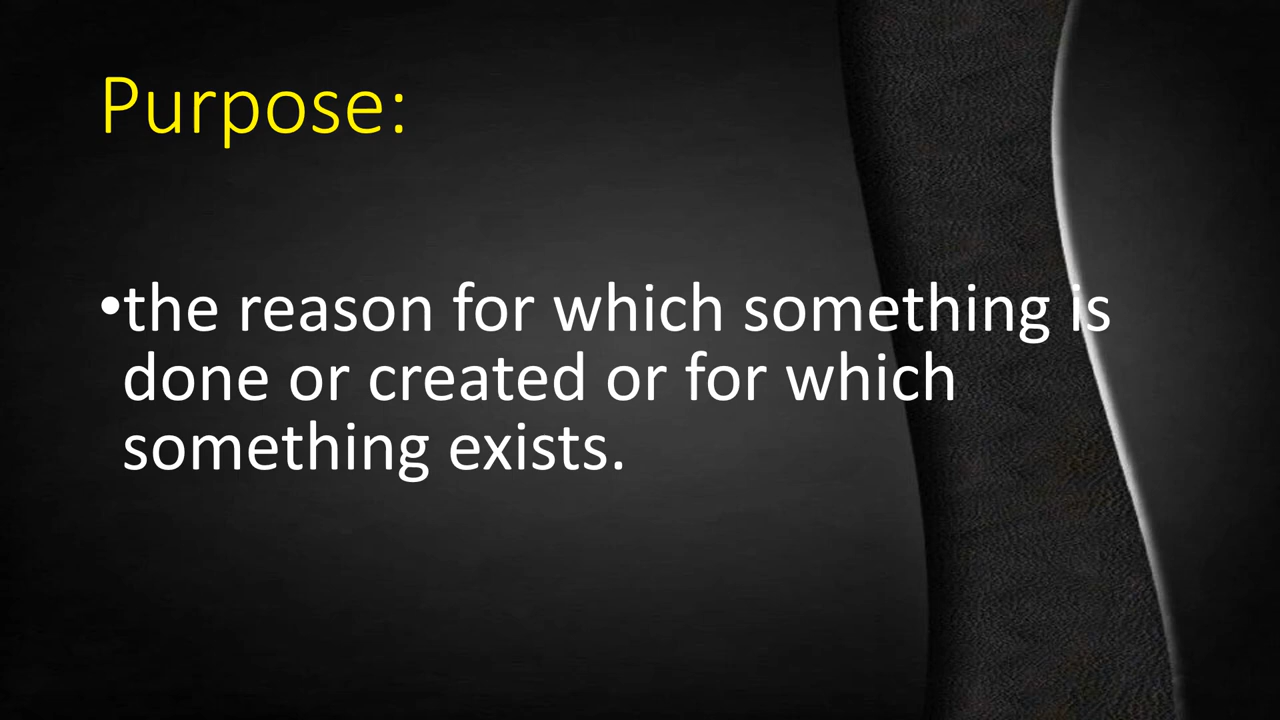 Purpose:
•the reason for which something is
done or created or for which
something exists.